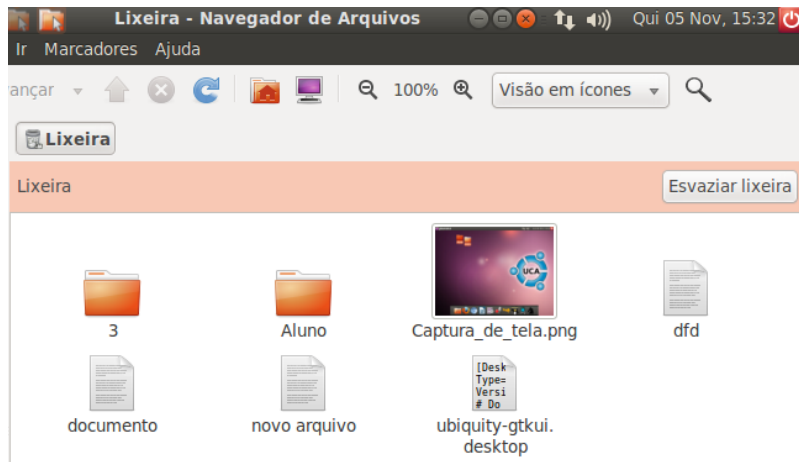 Lixeira - Navegador de Arquivos Qui 05 Nov, 15:32
Ir Marcadores Ajuda
ançar 100% Visão em ícones
Lixeira
Lixeira Esvaziar lixeira
UCA
3 Aluno Captura_de_tela.png dfd
[Desk
Type=
Versi
# Do
documento novo arquivo ubiquity-gtkui.
desktop